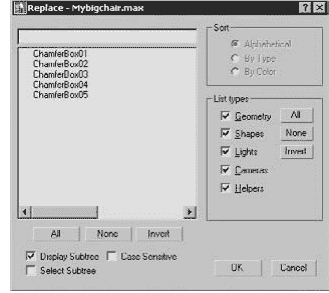 Replace - Mybigchair.max
ChamferBox01
ChamferBox02
ChamferBox03
ChamferBox04
ChamferBox05
Sort
Alphabetical
By Type
By Color
List types
Geometry All
Shapes None
Lights Invert
Cameras
Helpers
All None Invert
Display Subtree Case Sensitive
Select Subtree
OK Cancel